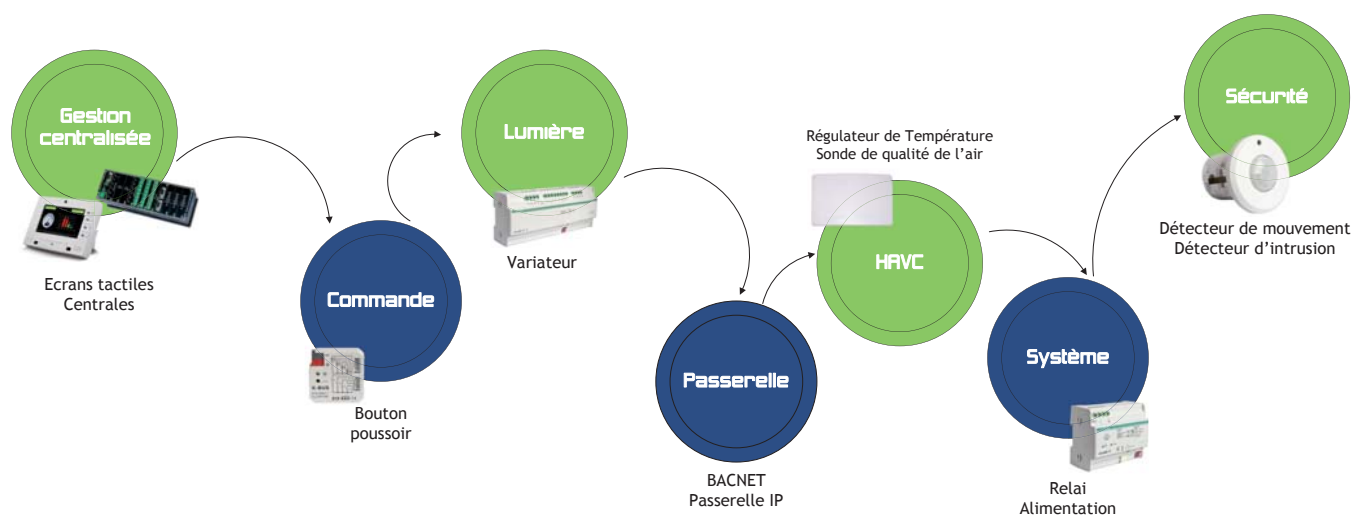 Gestion
centralisée
Ecrans tactiles
Centrales
Commande
Bouton
poussoir
Lumière
Variateur
Passerelle
BACNET
Passerelle IP
Régulateur de Température
Sonde de qualité de l'air
HAVC
Système
Relai
Alimentation
Sécurité
Détecteur de mouvement
Détecteur d'intrusion